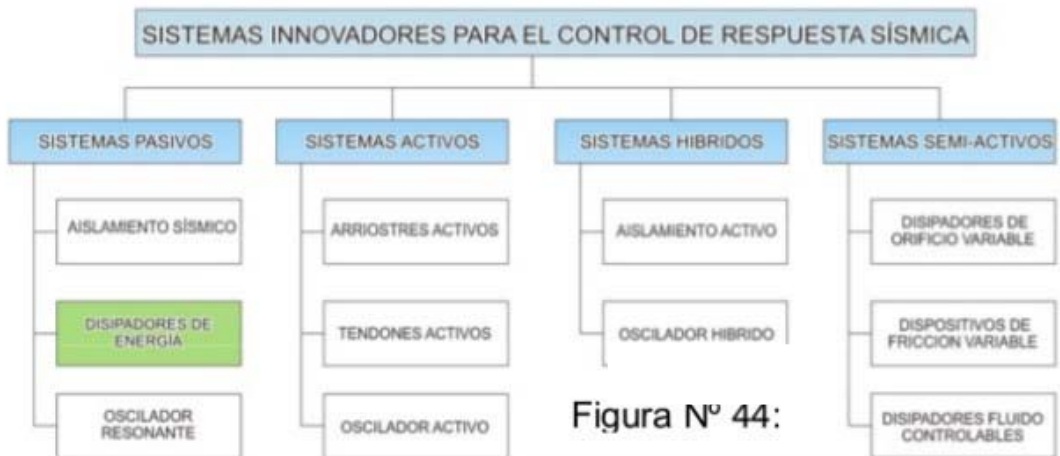 SISTEMAS INNOVADORES PARA EL CONTROL DE RESPUESTA SÍSMICA
SISTEMAS PASIVOS
AISLAMIENTO SÍSMICO
DISIPADORES DE
ENERGÍA
OSCILADOR
RESONANTE
SISTEMAS ACTIVOS
ARRIOSTRES ACTIVOS
TENDONES ACTIVOS
OSCILADOR ACTIVO
SISTEMAS HIBRIDOS
AISLAMIENTO ACTIVO
OSCILADOR HIBRIDO
SISTEMAS SEMI-ACTIVOS
DISIPADORES DE
ORIFICIO VARIABLE
DISPOSITIVOS DE
FRICCION VARIABLE
DISIPADORES FLUIDO
CONTROLABLES
Figura Nº 44: